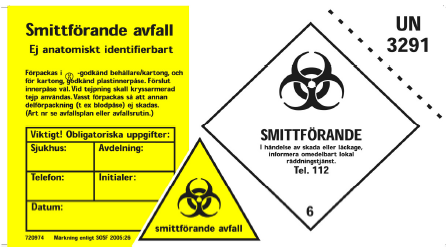 Smittförande avfall
Ej anatomiskt identifierbart
Förpackas i -godkänd behållare/kartong, och
för kartong, godkänd plastinnerpåse. Förslut
innerpåse väl. Vid tejpning skall kryssarmerad
tejp användas. Vasst förpackas så att annan
delförpackning (t ex blodpåse) ej skadas.
(Art nr se avfallsplan eller avfallsrutin.)
Viktigt! Obligatoriska uppgifter:
Sjukhus: Avdelning:
Telefon: Initialer:
Datum:
720974 Märkning enligt SOSF 2005:26
smittförande avfall
SMITTFÖRANDE
I händelse av skada eller läckage,
informera omedelbart lokal
räddningstjänst.
Tel. 112
6
UN
3291